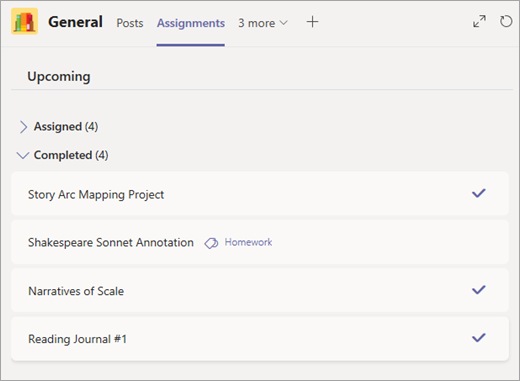 General Posts Assignments 3 more
Upcoming
Assigned (4)
Completed (4)
Story Arc Mapping Project
Shakespeare Sonnet Annotation Homework
Narratives of Scale
Reading Journal #1